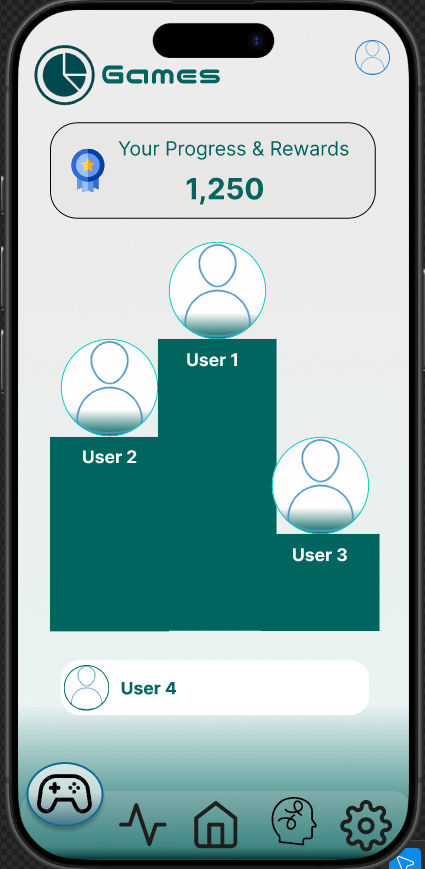 Games
Your Progress & Rewards
1,250
User 1
User 2
User 3
User 4